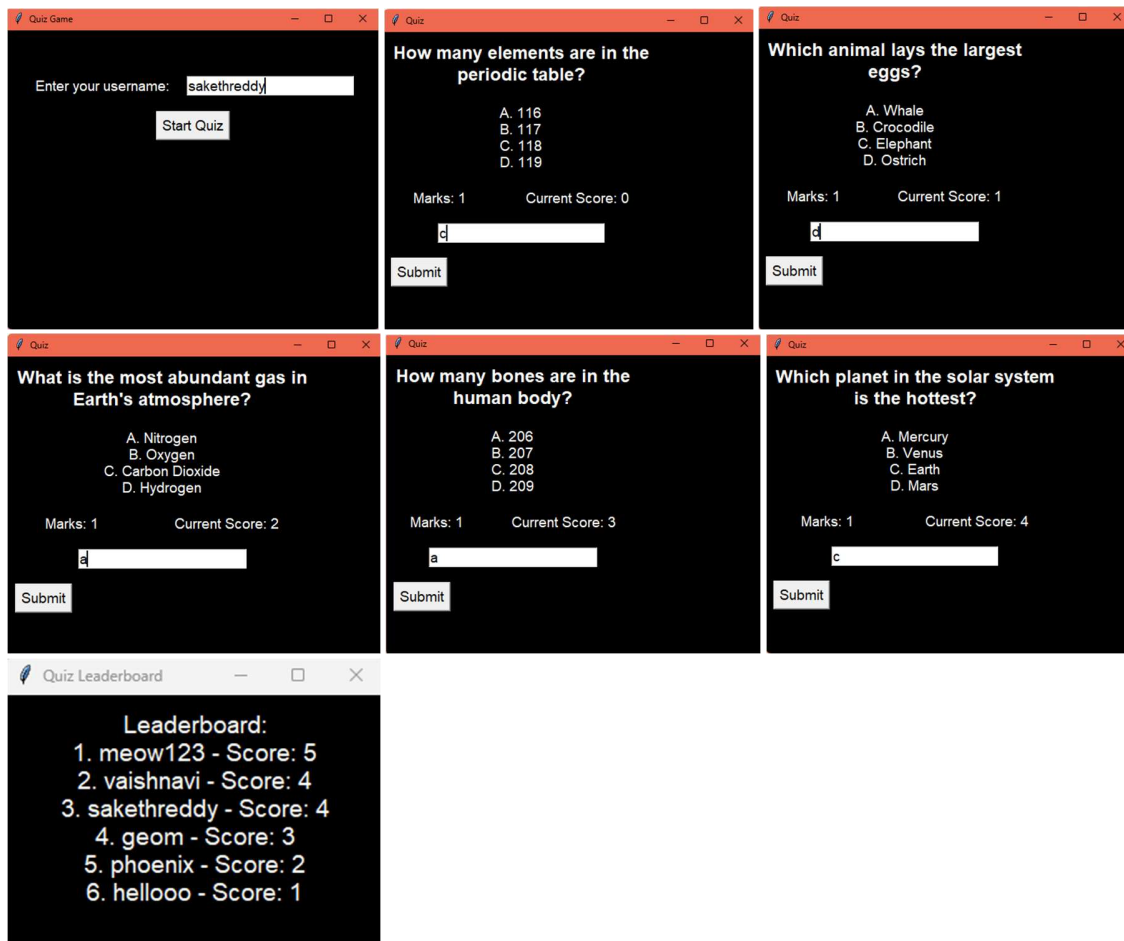 Quiz Game
Enter your username: sakethreddy
Start Quiz
Quiz
How many elements are in the
periodic table?
A. 116
B. 117
C. 118
D. 119
Marks: 1 Current Score: 0
c
Submit
Quiz
Which animal lays the largest
eggs?
A. Whale
B. Crocodile
C. Elephant
D. Ostrich
Marks: 1 Current Score: 1
d
Submit
Quiz
What is the most abundant gas in
Earth's atmosphere?
A. Nitrogen
B. Oxygen
C. Carbon Dioxide
D. Hydrogen
Marks: 1 Current Score: 2
a
Submit
Quiz
How many bones are in the
human body?
A. 206
B. 207
C. 208
D. 209
Marks: 1 Current Score: 3
a
Submit
Quiz
Which planet in the solar system
is the hottest?
A. Mercury
B. Venus
C. Earth
D. Mars
Marks: 1 Current Score: 4
c
Submit
Quiz Leaderboard
Leaderboard:
1. meow123 - Score: 5
2. vaishnavi - Score: 4
3. sakethreddy - Score: 4
4. geom - Score: 3
5. phoenix - Score: 2
6. hellooo - Score: 1